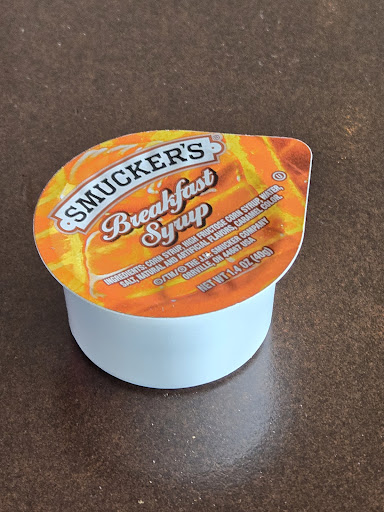 SMUCKER'S®
Breakfast
Syrup
INGREDIENTS: CORN SYRUP, HIGH FRUCTOSE CORN SYRUP, WATER,
SALT, NATURAL AND ARTIFICIAL FLAVORS, CARAMEL COLOR.
©/TM/® THE J.M. SMUCKER COMPANY
ORRVILLE, OH 44667 USA
NET WT 1.4 OZ (40g)
U